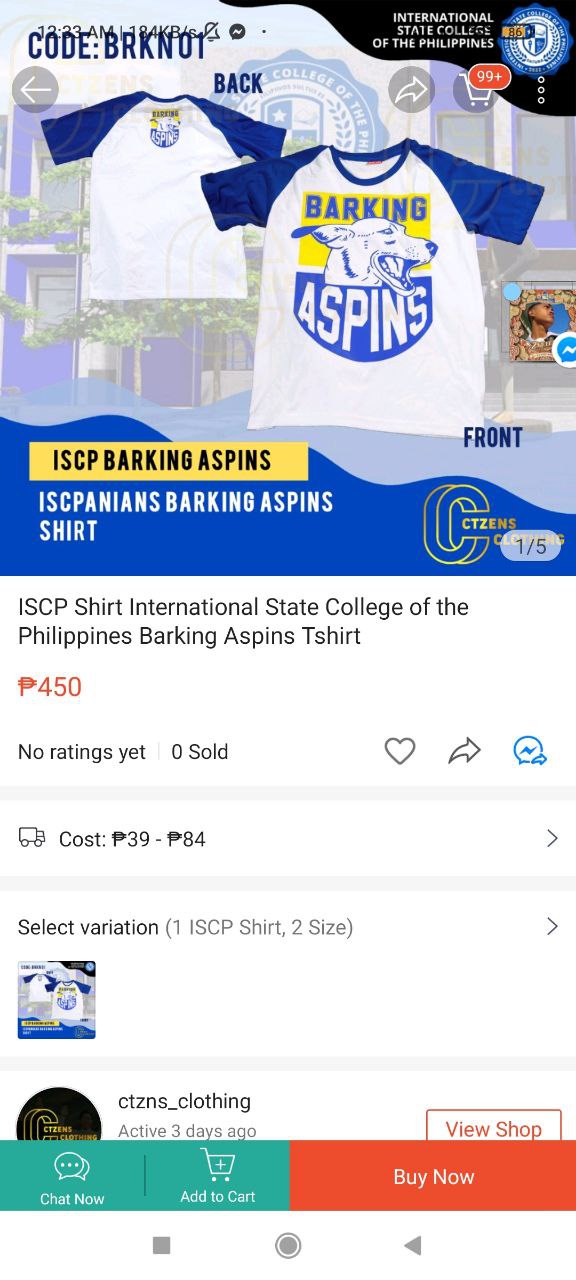 12:33 AM | 184KB/s
86
CODE: BRKN01
INTERNATIONAL
STATE COLLEGE
OF THE PHILIPPINES
99+
BACK
BARKING
ASPINS
BARKING
ASPINS
FRONT
ISCP BARKING ASPINS
ISCPANIANS BARKING ASPINS
SHIRT
CTZENS
CLOTHING
1/5
ISCP Shirt International State College of the
Philippines Barking Aspins Tshirt
₱450
No ratings yet
0 Sold
Cost: ₱39 - ₱84
Select variation (1 ISCP Shirt, 2 Size)
ctzns_clothing
Active 3 days ago
View Shop
CTZENS
CLOTHING
Chat Now
Add to Cart
Buy Now